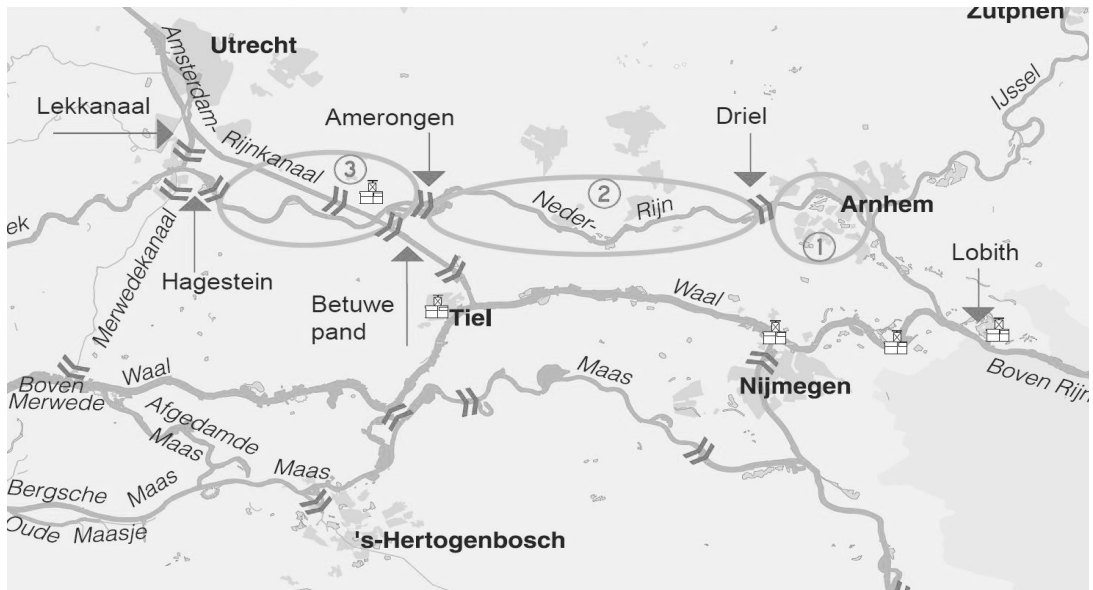 Zutphen
Utrecht
Amsterdam-
Rijnkanaal
Lekkanaal
Amerongen
Driel
IJssel
3
2
1
Neder-
Rijn
Arnhem
ek
Merwedekanaal
Hagestein
Betuwe
pand
Lobith
Tiel
Waal
Boven Rijn
Nijmegen
Maas
Waal
Boven
Merwede
Afgedamde
Maas
Maas
Maas
Bergsche
Oude Maasje
's-Hertogenbosch